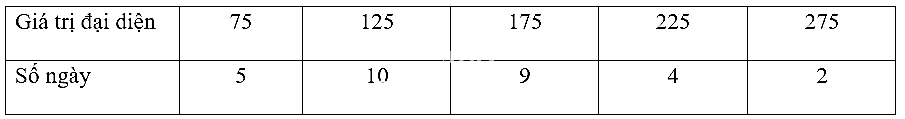 Giá trị đại diện 75 125 175 225 275
Số ngày 5 10 9 4 2